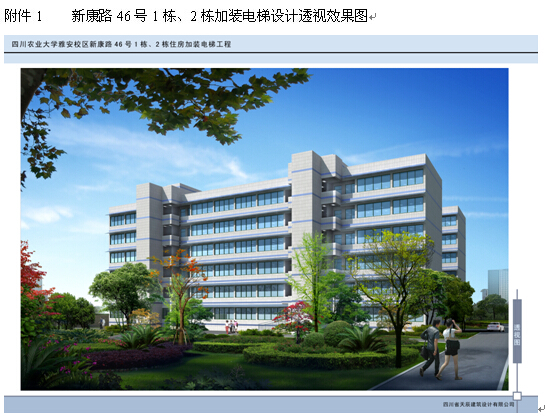 附件 1 新康路 46 号 1 栋、2 栋加装电梯设计透视效果图
四川农业大学雅安校区新康路 46 号 1 栋、2 栋住房加装电梯工程
透视图
四川省天辰建筑设计有限公司